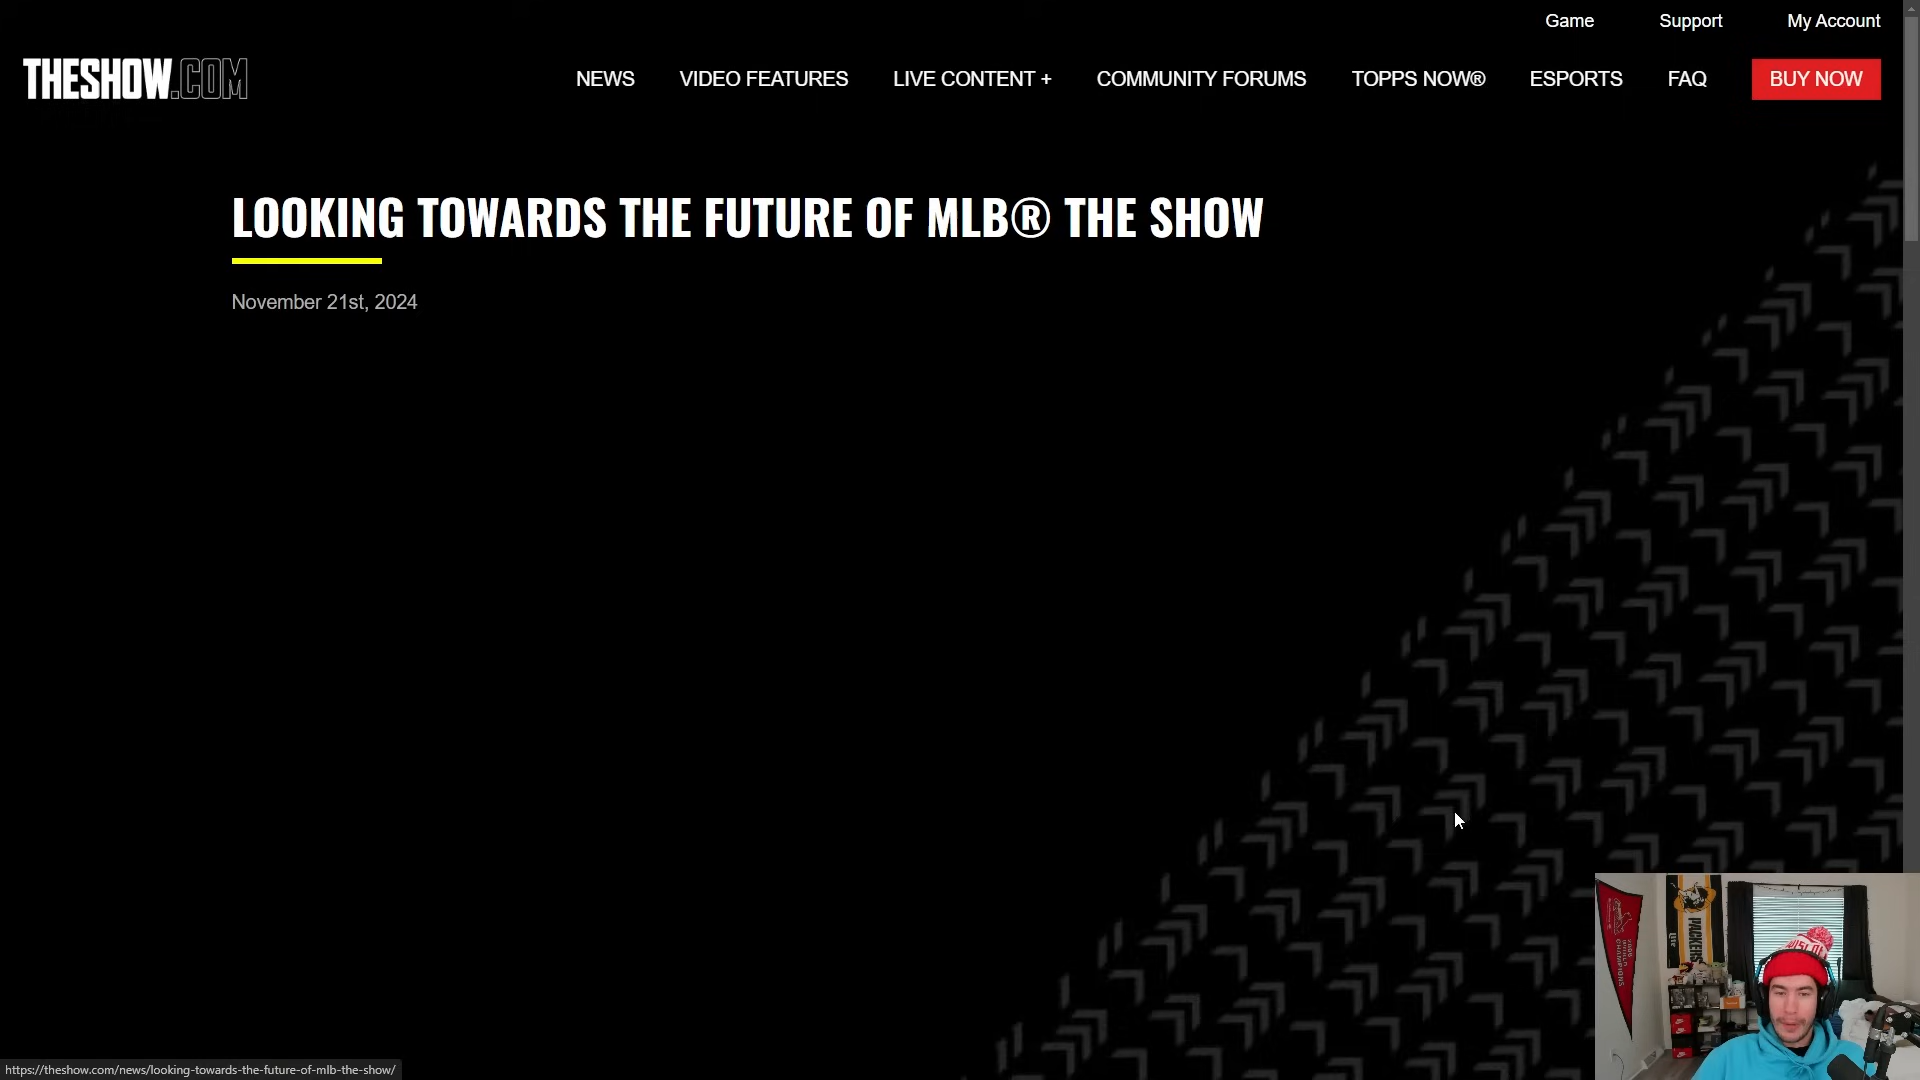 Game Support My Account
THESHOW.COM NEWS VIDEO FEATURES LIVE CONTENT + COMMUNITY FORUMS TOPPS NOW® ESPORTS FAQ BUY NOW
LOOKING TOWARDS THE FUTURE OF MLB® THE SHOW
November 21st, 2024
PACKERS
CHAMPIONS
https://theshow.com/news/looking-towards-the-future-of-mlb-the-show/